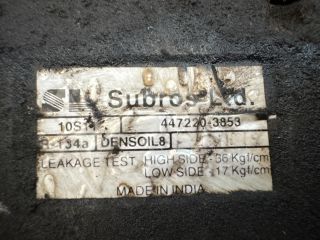 Subros Ltd.
447220-3853
R-134a DENSOIL8
LEAKAGE TEST HIGH SIDE - 36 Kgf/cm
LOW SIDE - 17 Kgf/cm
MADE IN INDIA